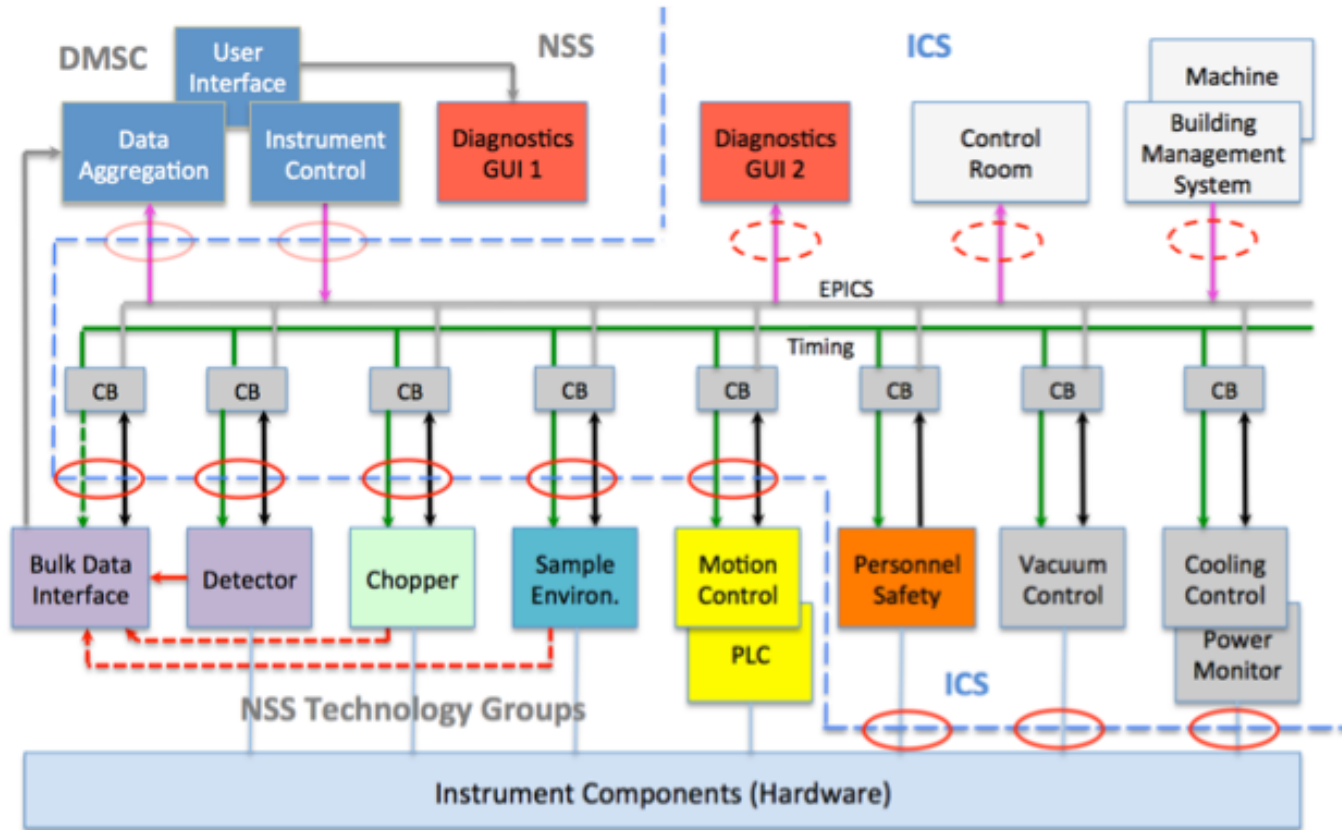 DMSC
User
Interface
NSS
ICS
Machine
Data
Aggregation
Instrument
Control
Diagnostics
GUI 1
Diagnostics
GUI 2
Control
Room
Building
Management
System
EPICS
Timing
CB
CB
CB
CB
CB
CB
CB
CB
Bulk Data
Interface
Detector
Chopper
Sample
Environ.
Motion
Control
Personnel
Safety
Vacuum
Control
Cooling
Control
PLC
Power
Monitor
NSS Technology Groups
ICS
Instrument Components (Hardware)